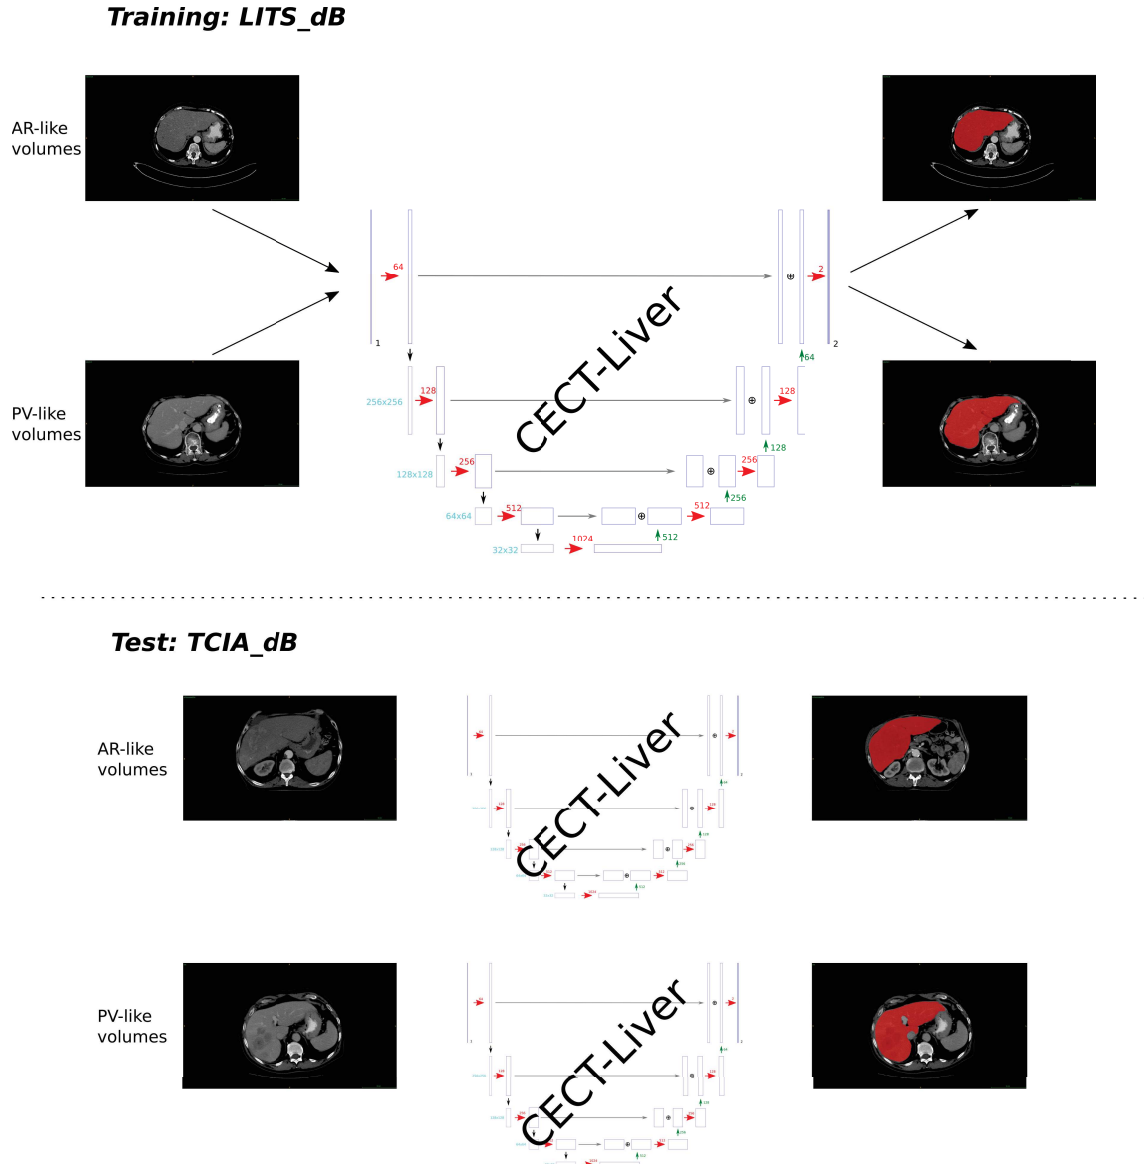 Training: LITS_dB
AR-like
volumes
64
2
CECT-Liver
1
2
64
PV-like
volumes
256x256
128
128
128
128x128
256
256
256
64x64
512
512
512
32x32
1024
Test: TCIA_dB
AR-like
volumes
CECT-Liver
PV-like
volumes
CECT-Liver